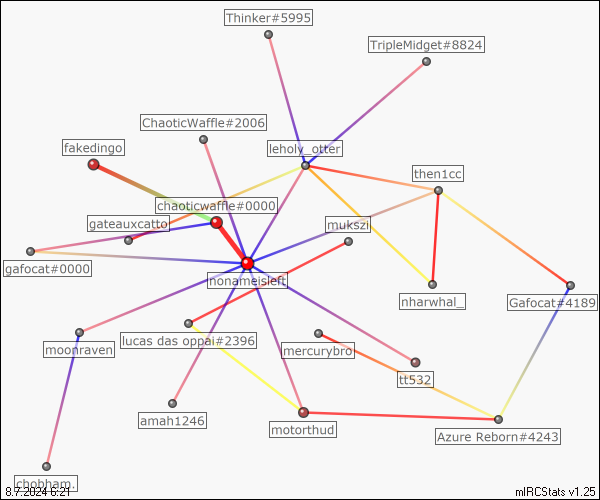 Thinker#5995
TripleMidget#8824
ChaoticWaffle#2006
fakedingo
leholy_otter
then1cc
chaoticwaffle#0000
gateauxcatto
mukszi
gafocat#0000
nonameisleft
nharwhal_
Gafocat#4189
moonraven
lucas das oppai#2396
mercurybro
tt532
amah1246
motorthud
Azure Reborn#4243
chobham.
8.7.2024 6:21
mIRCStats v1.25